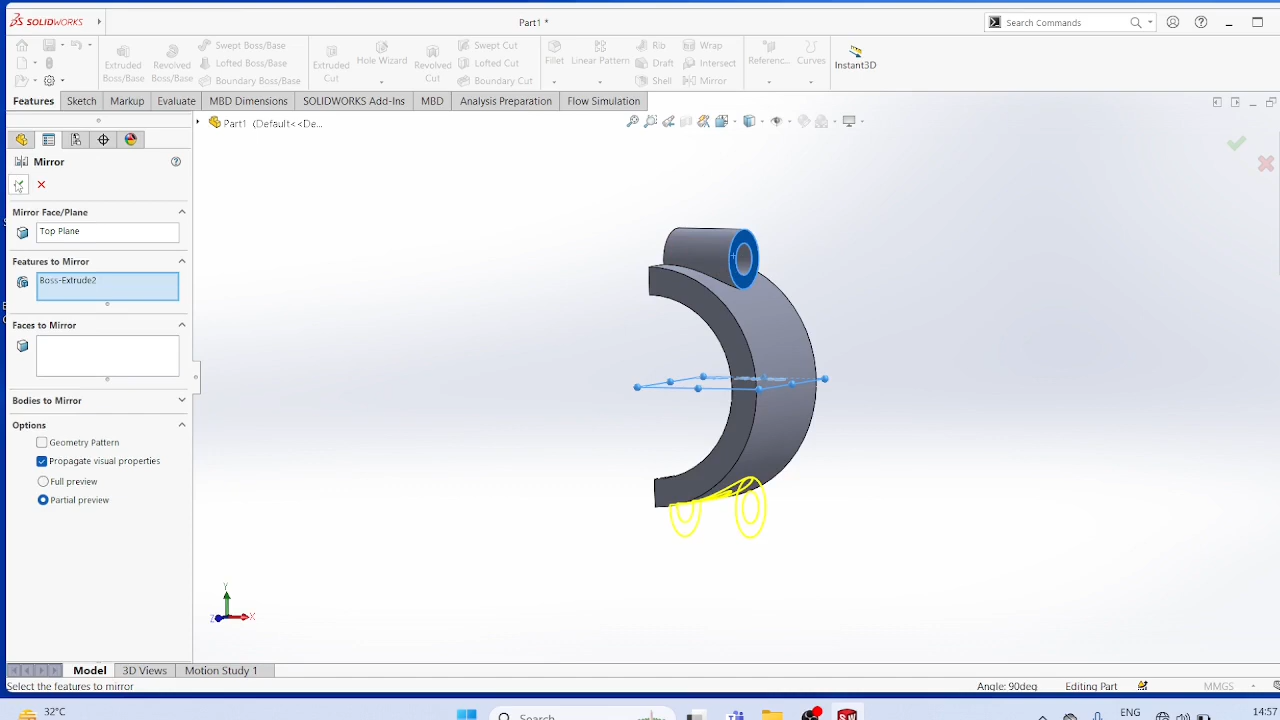 SOLIDWORKS
Part1 *
Search Commands
Extruded Boss/Base
Revolved Boss/Base
Swept Boss/Base
Lofted Boss/Base
Boundary Boss/Base
Extruded Cut
Hole Wizard
Revolved Cut
Swept Cut
Lofted Cut
Boundary Cut
Fillet
Linear Pattern
Rib
Draft
Shell
Wrap
Intersect
Mirror
Referenc...
Curves
Instant3D
Features
Sketch
Markup
Evaluate
MBD Dimensions
SOLIDWORKS Add-Ins
MBD
Analysis Preparation
Flow Simulation
Part1 (Default<<De...
Mirror
Mirror Face/Plane
Top Plane
Features to Mirror
Boss-Extrude2
Faces to Mirror
Bodies to Mirror
Options
Geometry Pattern
Propagate visual properties
Full preview
Partial preview
Y
X
Z
Model
3D Views
Motion Study 1
Select the features to mirror
Angle: 90deg
Editing Part
MMGS
32°C
Search
ENG
14:57